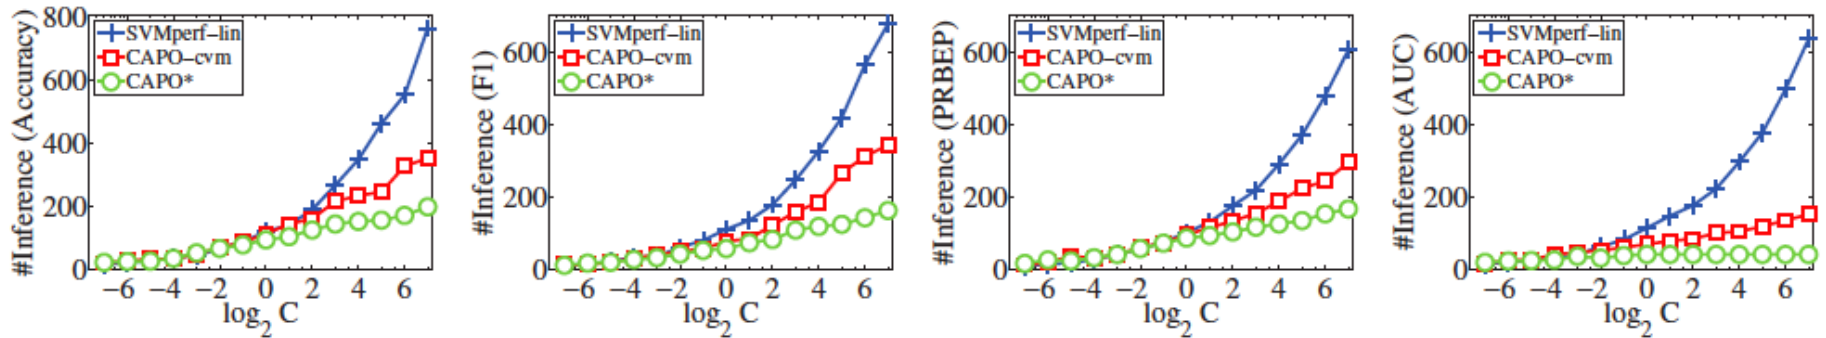 #Inference (Accuracy)
800
600
400
200
0
SVMperf-lin
CAPO-cvm
CAPO*
−6 −4 −2 0 2 4 6
log2 C
#Inference (F1)
600
400
200
0
SVMperf-lin
CAPO-cvm
CAPO*
−6 −4 −2 0 2 4 6
log2 C
#Inference (PRBEP)
600
400
200
0
SVMperf-lin
CAPO-cvm
CAPO*
−6 −4 −2 0 2 4 6
log2 C
#Inference (AUC)
600
400
200
0
SVMperf-lin
CAPO-cvm
CAPO*
−6 −4 −2 0 2 4 6
log2 C